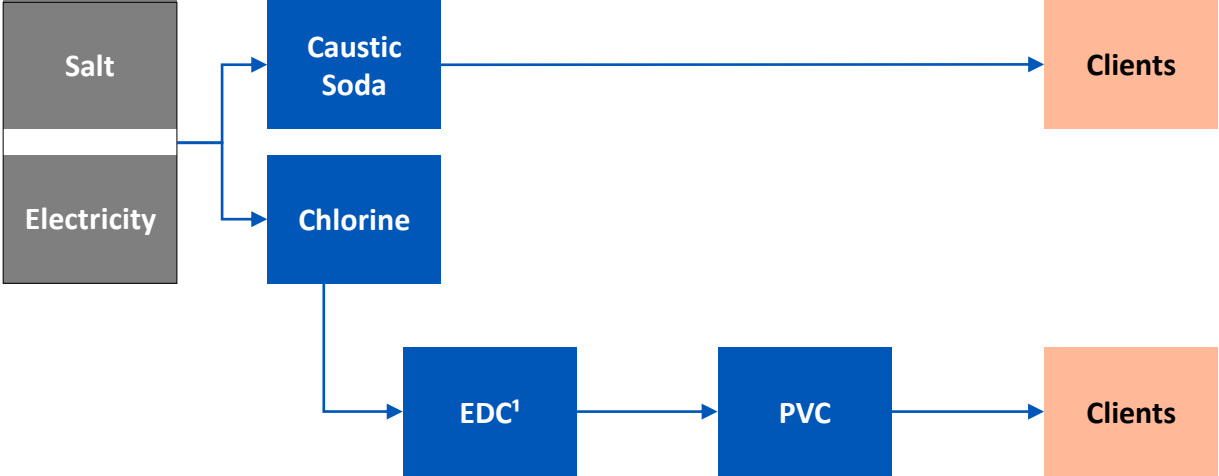 Salt
Caustic
Soda
Clients
Electricity
Chlorine
EDC¹
PVC
Clients